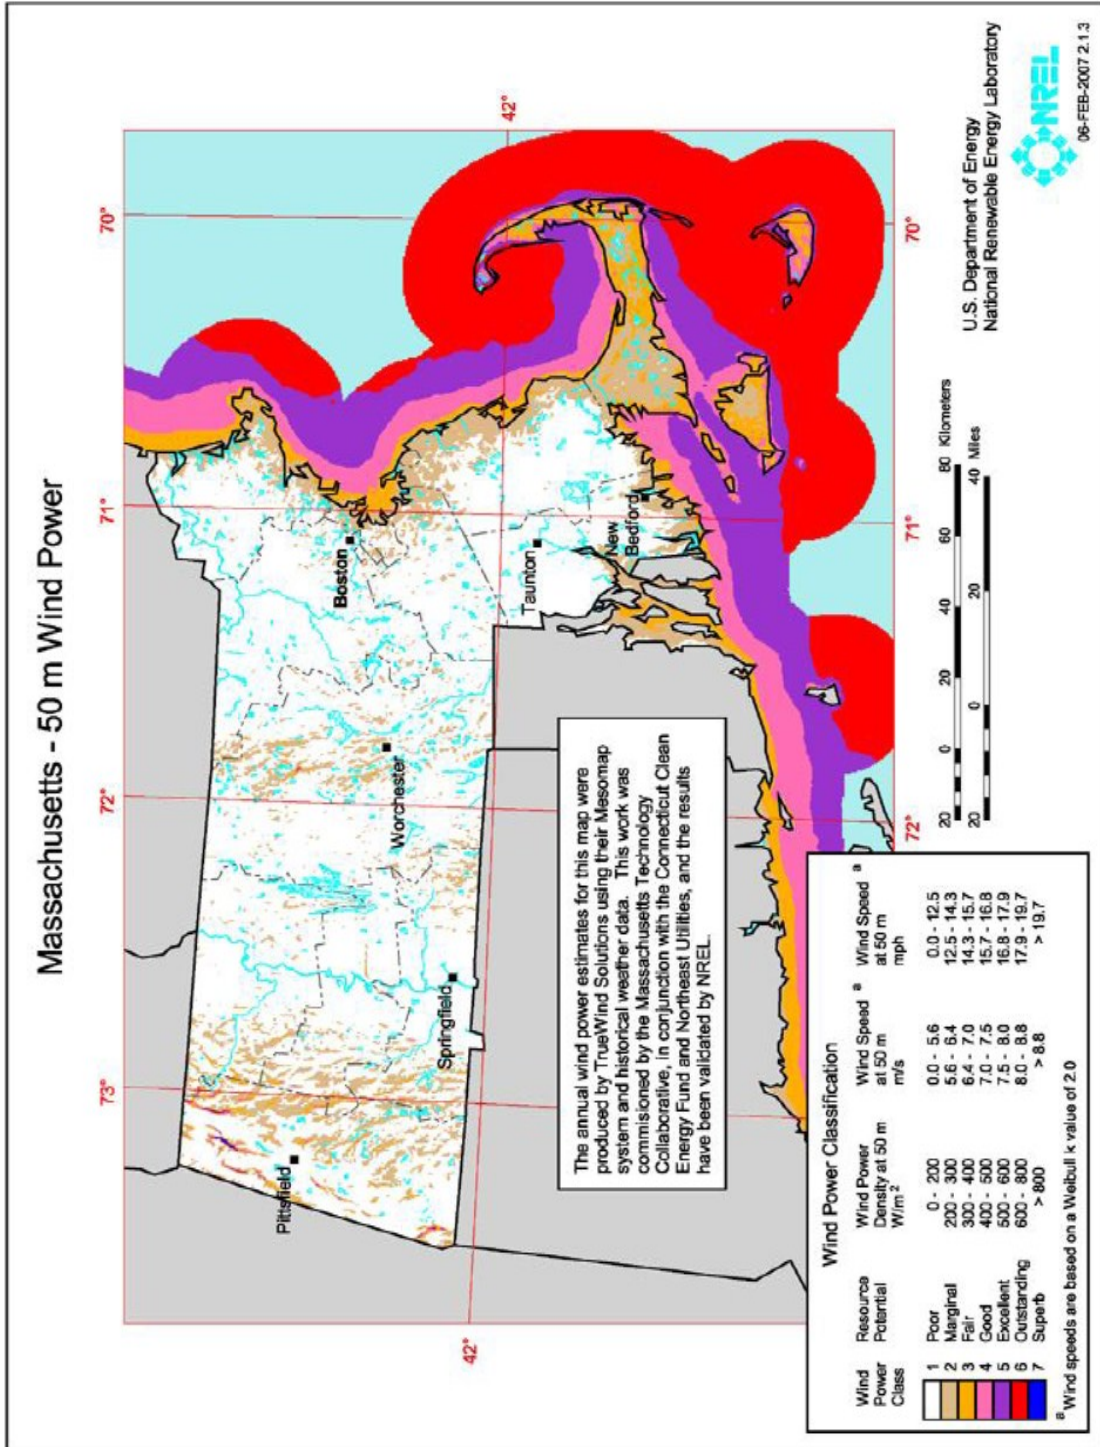 Massachusetts - 50 m Wind Power
73°
72°
71°
70°
42°
42°
Pittsfield
Springfield
Worchester
Boston
Taunton
New
Bedford
The annual wind power estimates for this map were
produced by TrueWind Solutions using their Mesomap
system and historical weather data. This work was
commisioned by the Massachusetts Technology
Collaborative, in conjunction with the Connecticut Clean
Energy Fund and Northeast Utilities, and the results
have been validated by NREL.
72°
71°
70°
Wind Power Classification
Wind Power Class Resource Potential Wind Power Density at 50 m W/m² Wind Speed a at 50 m m/s Wind Speed a at 50 m mph
1 Poor 0 - 200 0.0 - 5.6 0.0 - 12.5
2 Marginal 200 - 300 5.6 - 6.4 12.5 - 14.3
3 Fair 300 - 400 6.4 - 7.0 14.3 - 15.7
4 Good 400 - 500 7.0 - 7.5 15.7 - 16.8
5 Excellent 500 - 600 7.5 - 8.0 16.8 - 17.9
6 Outstanding 600 - 800 8.0 - 8.8 17.9 - 19.7
7 Superb > 800 > 8.8 > 19.7
a Wind speeds are based on a Weibull k value of 2.0
20 0 20 40 60 80 Kilometers
20 0 20 40 Miles
U.S. Department of Energy
National Renewable Energy Laboratory
NREL
06-FEB-2007 2.1.3